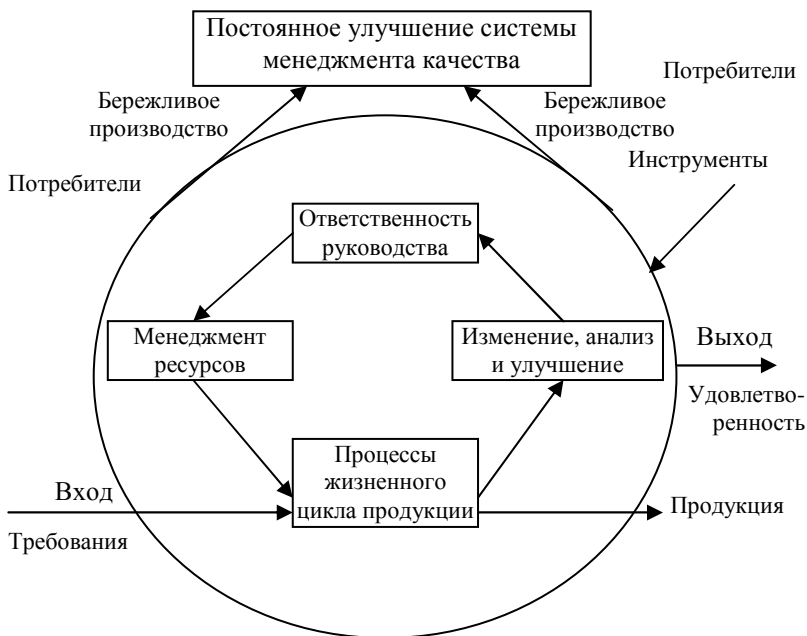 Постоянное улучшение системы
менеджмента качества
Потребители
Бережливое
производство
Бережливое
производство
Инструменты
Потребители
Ответственность
руководства
Менеджмент
ресурсов
Изменение, анализ
и улучшение
Выход
Удовлетво-
ренность
Процессы
жизненного
цикла продукции
Вход
Требования
Продукция